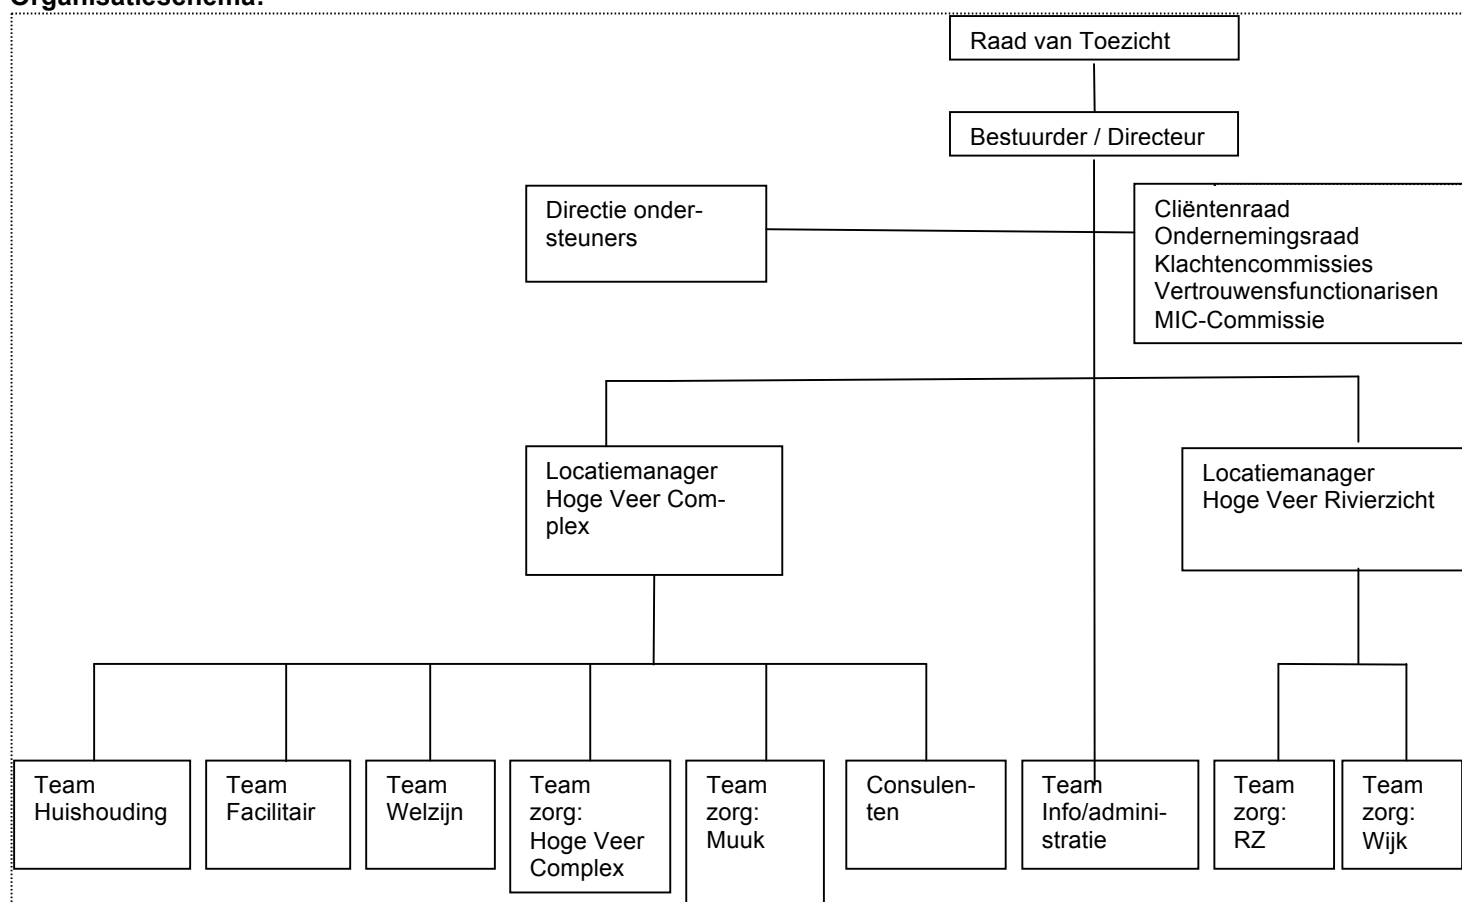 Organisatieschema:
Raad van Toezicht
Bestuurder / Directeur
Directie onder-
steuners
Cliëntenraad
Ondernemingsraad
Klachtencommissies
Vertrouwensfunctionarisen
MIC-Commissie
Locatiemanager
Hoge Veer Com-
plex
Locatiemanager
Hoge Veer Rivierzicht
Team
Huishouding
Team
Facilitair
Team
Welzijn
Team
zorg:
Hoge Veer
Complex
Team
zorg:
Muuk
Consulen-
ten
Team
Info/admini-
stratie
Team
zorg:
RZ
Team
zorg:
Wijk